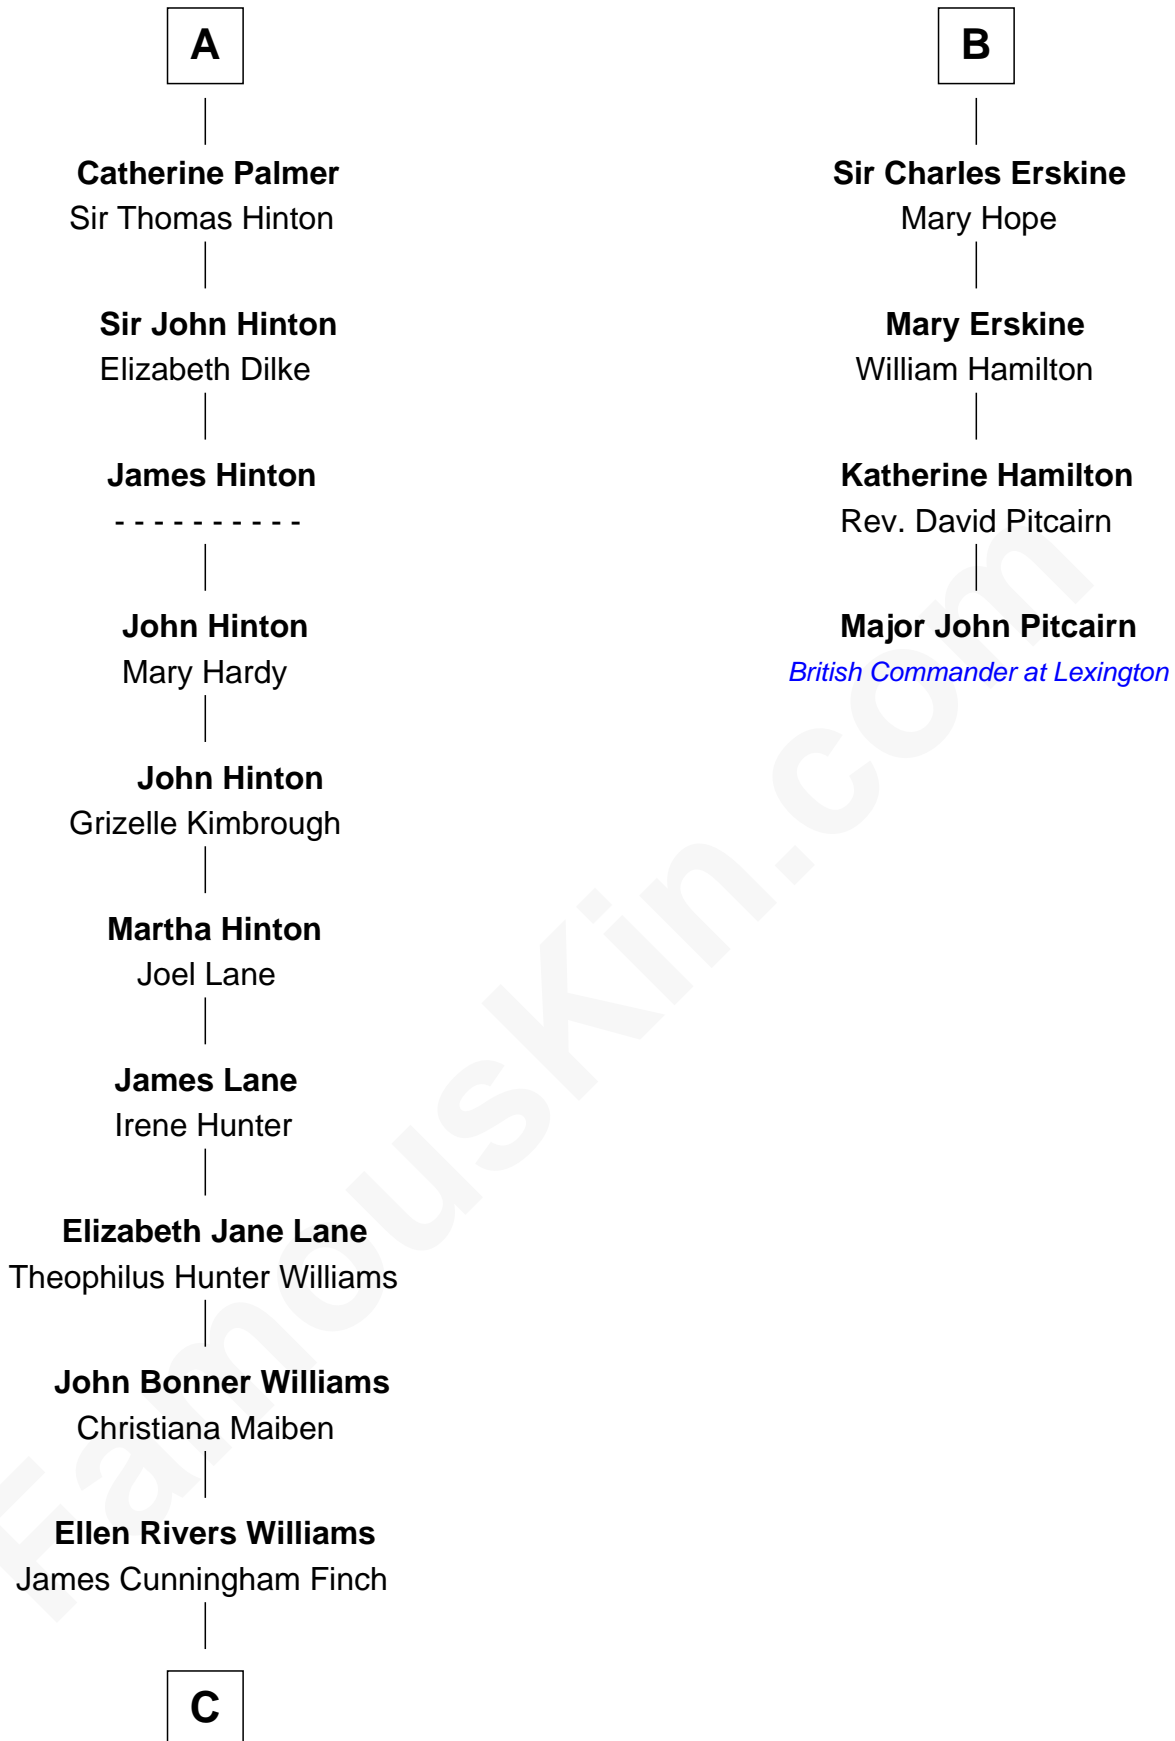 A
Catherine Palmer
Sir Thomas Hinton
Sir John Hinton
Elizabeth Dilke
James Hinton
- - - - - - - - - -
John Hinton
Mary Hardy
John Hinton
Grizelle Kimbrough
Martha Hinton
Joel Lane
James Lane
Irene Hunter
Elizabeth Jane Lane
Theophilus Hunter Williams
John Bonner Williams
Christiana Maiben
Ellen Rivers Williams
James Cunningham Finch
C
B
Sir Charles Erskine
Mary Hope
Mary Erskine
William Hamilton
Katherine Hamilton
Rev. David Pitcairn
Major John Pitcairn
British Commander at Lexington
FamousKin.com